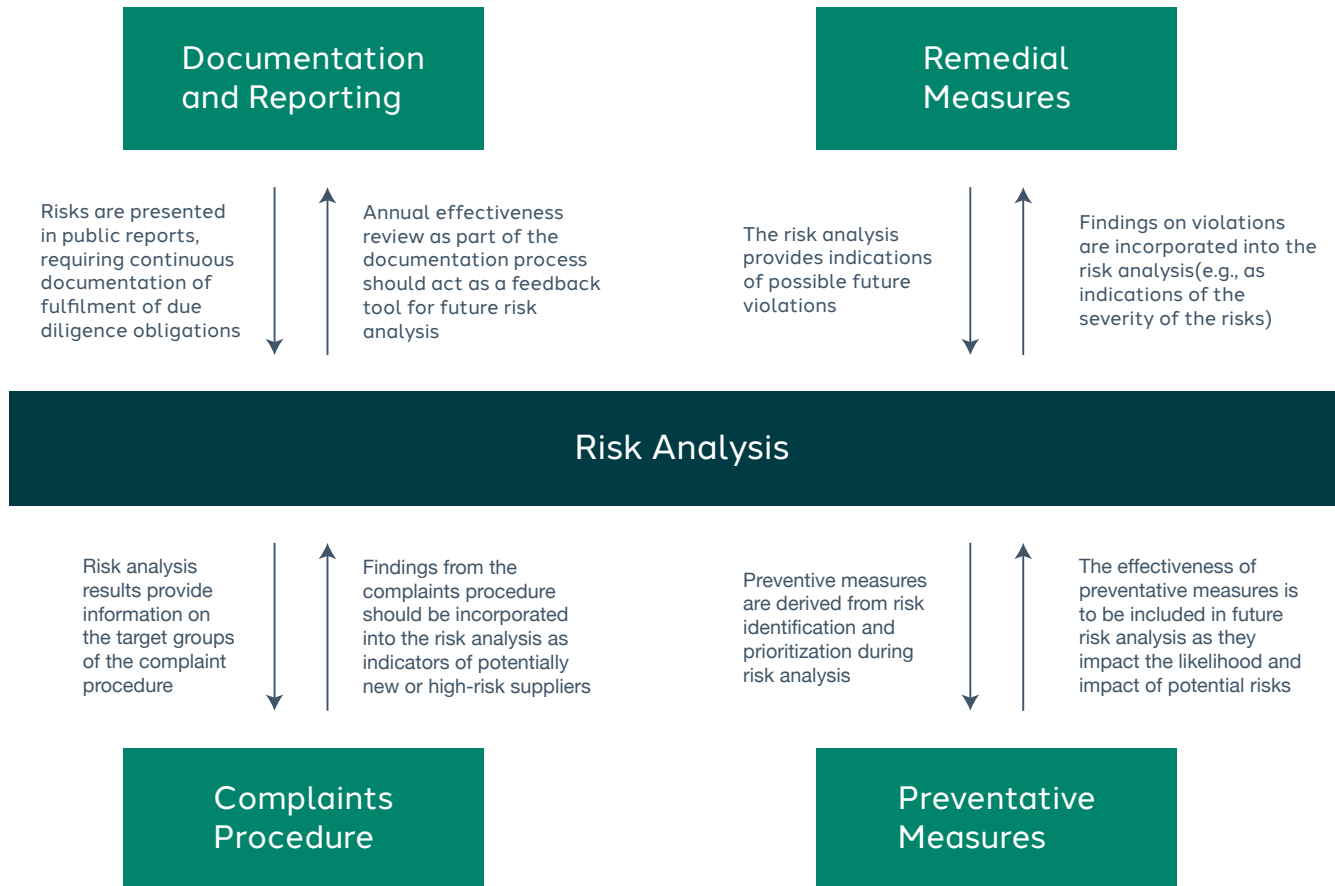 Documentation
and Reporting
Remedial
Measures
Risks are presented
in public reports,
requiring continuous
documentation of
fulfilment of due
diligence obligations
Annual effectiveness
review as part of the
documentation process
should act as a feedback
tool for future risk
analysis
The risk analysis
provides indications
of possible future
violations
Findings on violations
are incorporated into the
risk analysis(e.g., as
indications of the
severity of the risks)
Risk Analysis
Risk analysis
results provide
information on
the target groups
of the complaint
procedure
Findings from the
complaints procedure
should be incorporated
into the risk analysis as
indicators of potentially
new or high-risk suppliers
Preventive measures
are derived from risk
identification and
prioritization during
risk analysis
The effectiveness of
preventative measures is
to be included in future
risk analysis as they
impact the likelihood and
impact of potential risks
Complaints
Procedure
Preventative
Measures